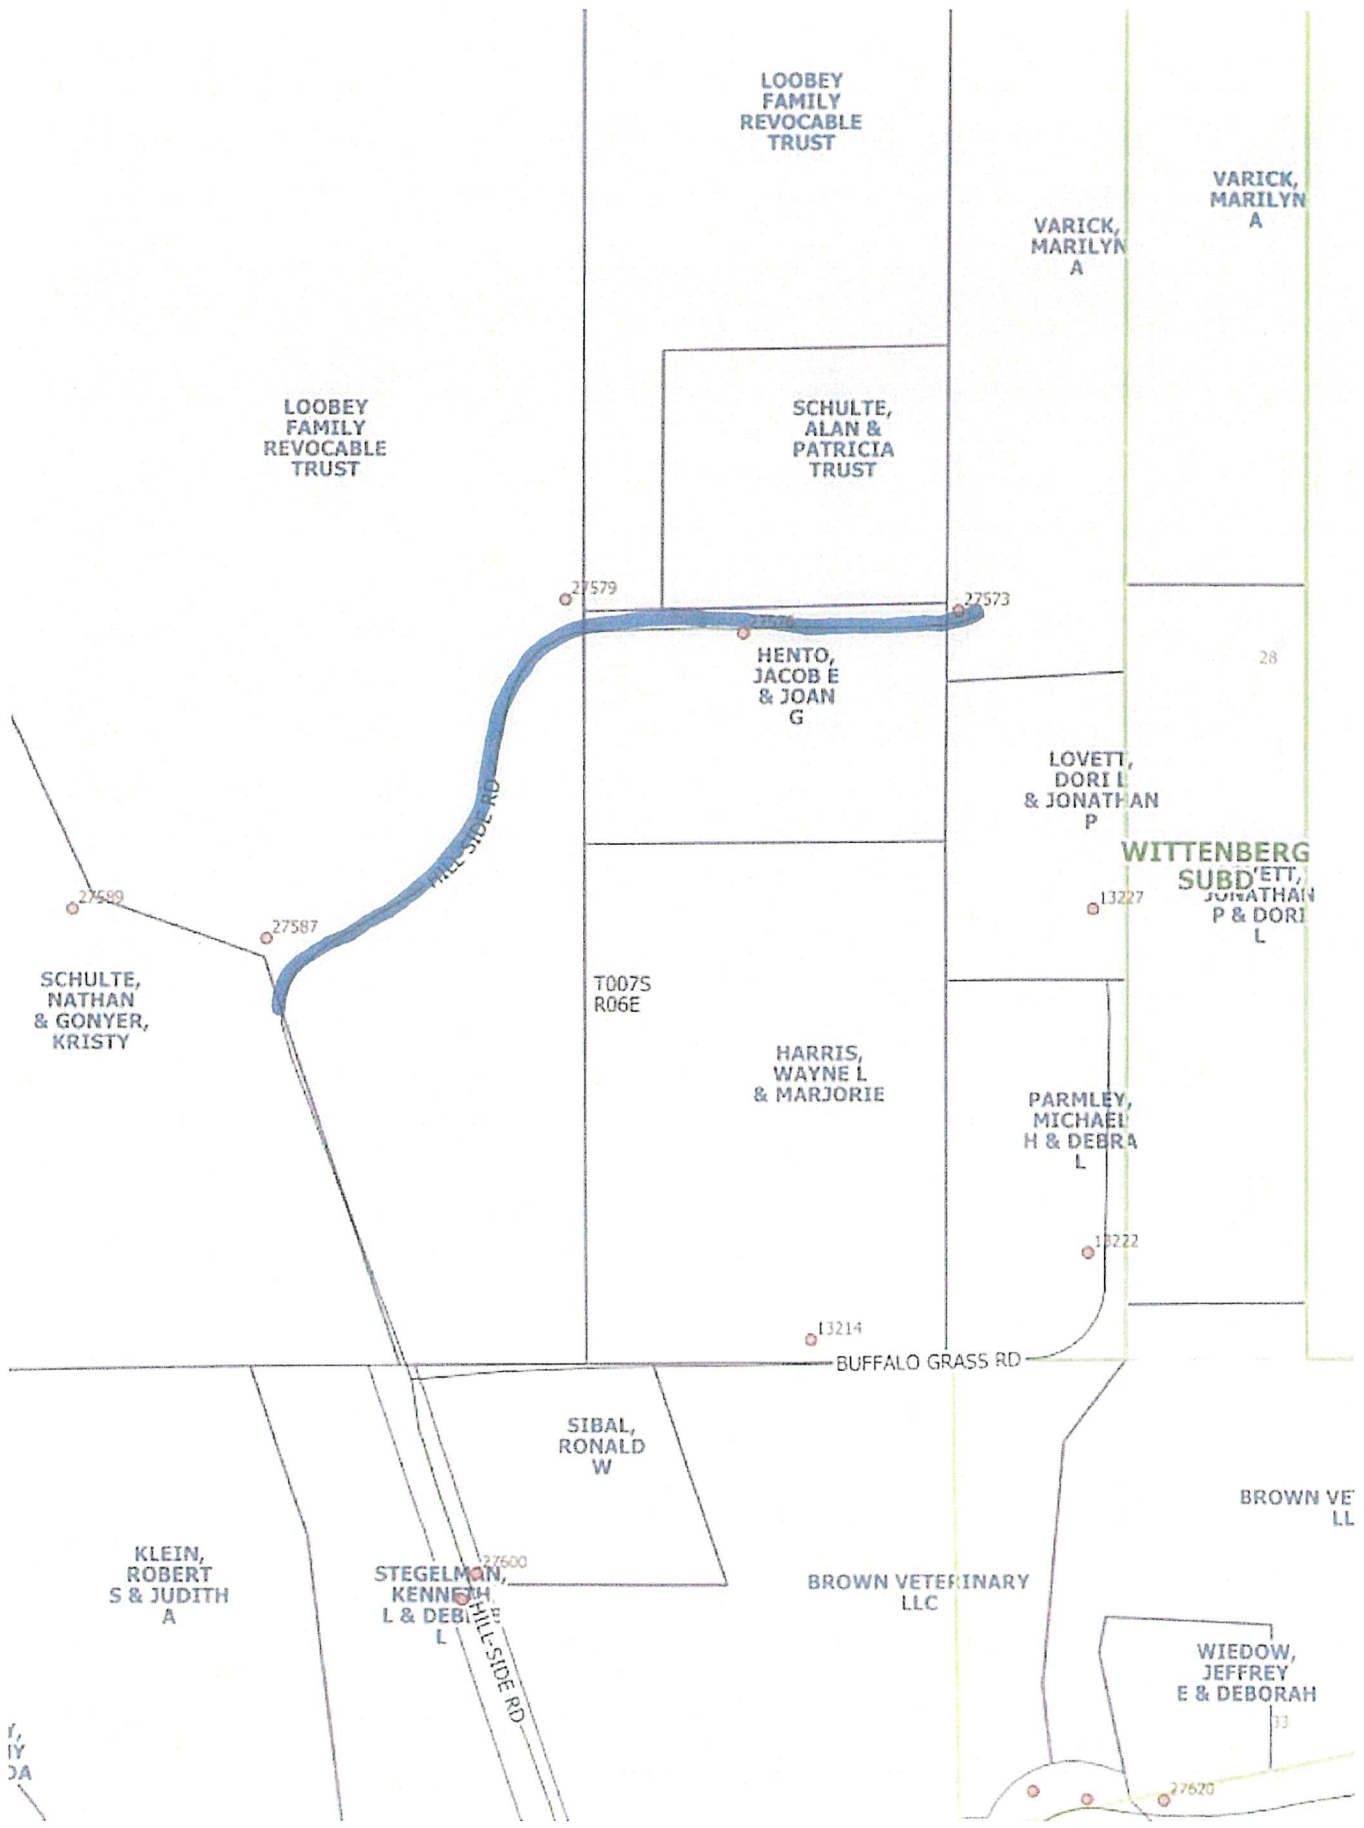 LOOBEY
FAMILY
REVOCABLE
TRUST
VARICK,
MARILYN
A
VARICK,
MARILYN
A
LOOBEY
FAMILY
REVOCABLE
TRUST
SCHULTE,
ALAN &
PATRICIA
TRUST
27579
27573
HENTO,
JACOB E
& JOAN
G
28
LOVETT,
DORI L
& JONATHAN
P
HILL-SIDE RD
WITTENBERG
SUBD
JONATHAN
P & DORI
L
27589
27587
13227
SCHULTE,
NATHAN
& GONYER,
KRISTY
T007S
R06E
HARRIS,
WAYNE L
& MARJORIE
PARMLEY,
MICHAEL
H & DEBRA
L
13222
13214
BUFFALO GRASS RD
SIBAL,
RONALD
W
BROWN VE
LL
KLEIN,
ROBERT
S & JUDITH
A
27600
STEGELMAN,
L &
L
HILL-SIDE RD
BROWN VETERINARY
LLC
WIEDOW,
JEFFREY
E & DEBORAH
33
27620